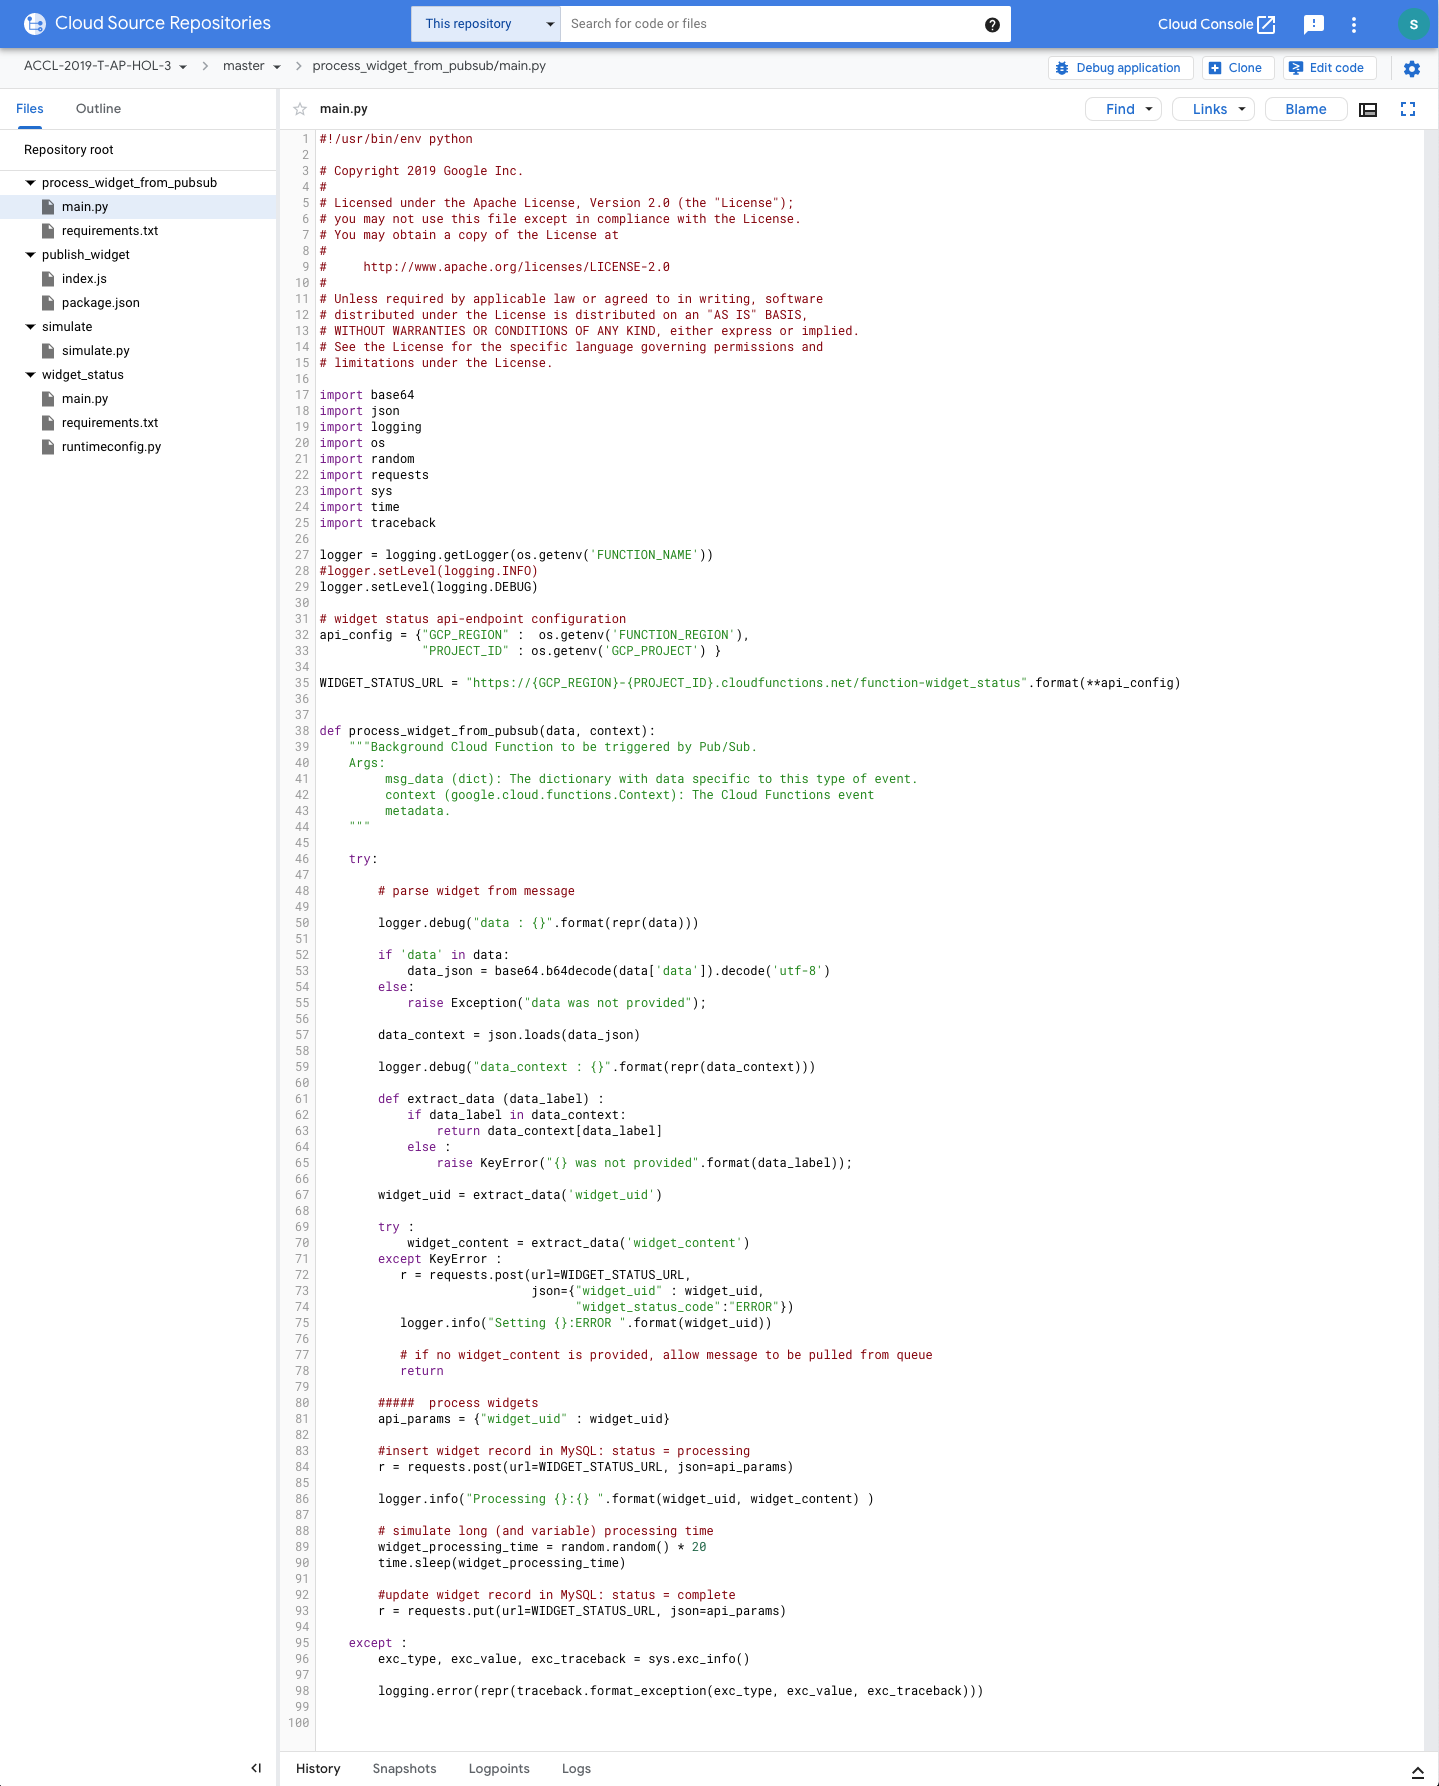 Cloud Source Repositories
This repository
Search for code or files
?
Cloud Console
S
ACCL-2019-T-AP-HOL-3 > master > process_widget_from_pubsub/main.py
Debug application
Clone
Edit code
Files
Outline
Repository root
process_widget_from_pubsub
main.py
requirements.txt
publish_widget
index.js
package.json
simulate
simulate.py
widget_status
main.py
requirements.txt
runtimeconfig.py
main.py
Find
Links
Blame
1 #!/usr/bin/env python
2
3 # Copyright 2019 Google Inc.
4 #
5 # Licensed under the Apache License, Version 2.0 (the "License");
6 # you may not use this file except in compliance with the License.
7 # You may obtain a copy of the License at
8 #
9 #     http://www.apache.org/licenses/LICENSE-2.0
10 #
11 # Unless required by applicable law or agreed to in writing, software
12 # distributed under the License is distributed on an "AS IS" BASIS,
13 # WITHOUT WARRANTIES OR CONDITIONS OF ANY KIND, either express or implied.
14 # See the License for the specific language governing permissions and
15 # limitations under the License.
16
17 import base64
18 import json
19 import logging
20 import os
21 import random
22 import requests
23 import sys
24 import time
25 import traceback
26
27 logger = logging.getLogger(os.getenv('FUNCTION_NAME'))
28 #logger.setLevel(logging.INFO)
29 logger.setLevel(logging.DEBUG)
30
31 # widget status api-endpoint configuration
32 api_config = {"GCP_REGION" :  os.getenv('FUNCTION_REGION'),
33               "PROJECT_ID" : os.getenv('GCP_PROJECT') }
34
35 WIDGET_STATUS_URL = "https://{GCP_REGION}-{PROJECT_ID}.cloudfunctions.net/function-widget_status".format(**api_config)
36
37
38 def process_widget_from_pubsub(data, context):
39     """Background Cloud Function to be triggered by Pub/Sub.
40     Args:
41          msg_data (dict): The dictionary with data specific to this type of event.
42          context (google.cloud.functions.Context): The Cloud Functions event
43          metadata.
44     """
45
46     try:
47
48         # parse widget from message
49
50         logger.debug("data : {}".format(repr(data)))
51
52         if 'data' in data:
53             data_json = base64.b64decode(data['data']).decode('utf-8')
54         else:
55             raise Exception("data was not provided");
56
57         data_context = json.loads(data_json)
58
59         logger.debug("data_context : {}".format(repr(data_context)))
60
61         def extract_data (data_label) :
62             if data_label in data_context:
63                 return data_context[data_label]
64             else :
65                 raise KeyError("{} was not provided".format(data_label));
66
67         widget_uid = extract_data('widget_uid')
68
69         try :
70             widget_content = extract_data('widget_content')
71         except KeyError :
72            r = requests.post(url=WIDGET_STATUS_URL,
73                              json={"widget_uid" : widget_uid,
74                                    "widget_status_code":"ERROR"})
75            logger.info("Setting {}:ERROR ".format(widget_uid))
76
77            # if no widget_content is provided, allow message to be pulled from queue
78            return
79
80         #####  process widgets
81         api_params = {"widget_uid" : widget_uid}
82
83         #insert widget record in MySQL: status = processing
84         r = requests.post(url=WIDGET_STATUS_URL, json=api_params)
85
86         logger.info("Processing {}:{} ".format(widget_uid, widget_content) )
87
88         # simulate long (and variable) processing time
89         widget_processing_time = random.random() * 20
90         time.sleep(widget_processing_time)
91
92         #update widget record in MySQL: status = complete
93         r = requests.put(url=WIDGET_STATUS_URL, json=api_params)
94
95     except :
96         exc_type, exc_value, exc_traceback = sys.exc_info()
97
98         logging.error(repr(traceback.format_exception(exc_type, exc_value, exc_traceback)))
99
100
History
Snapshots
Logpoints
Logs